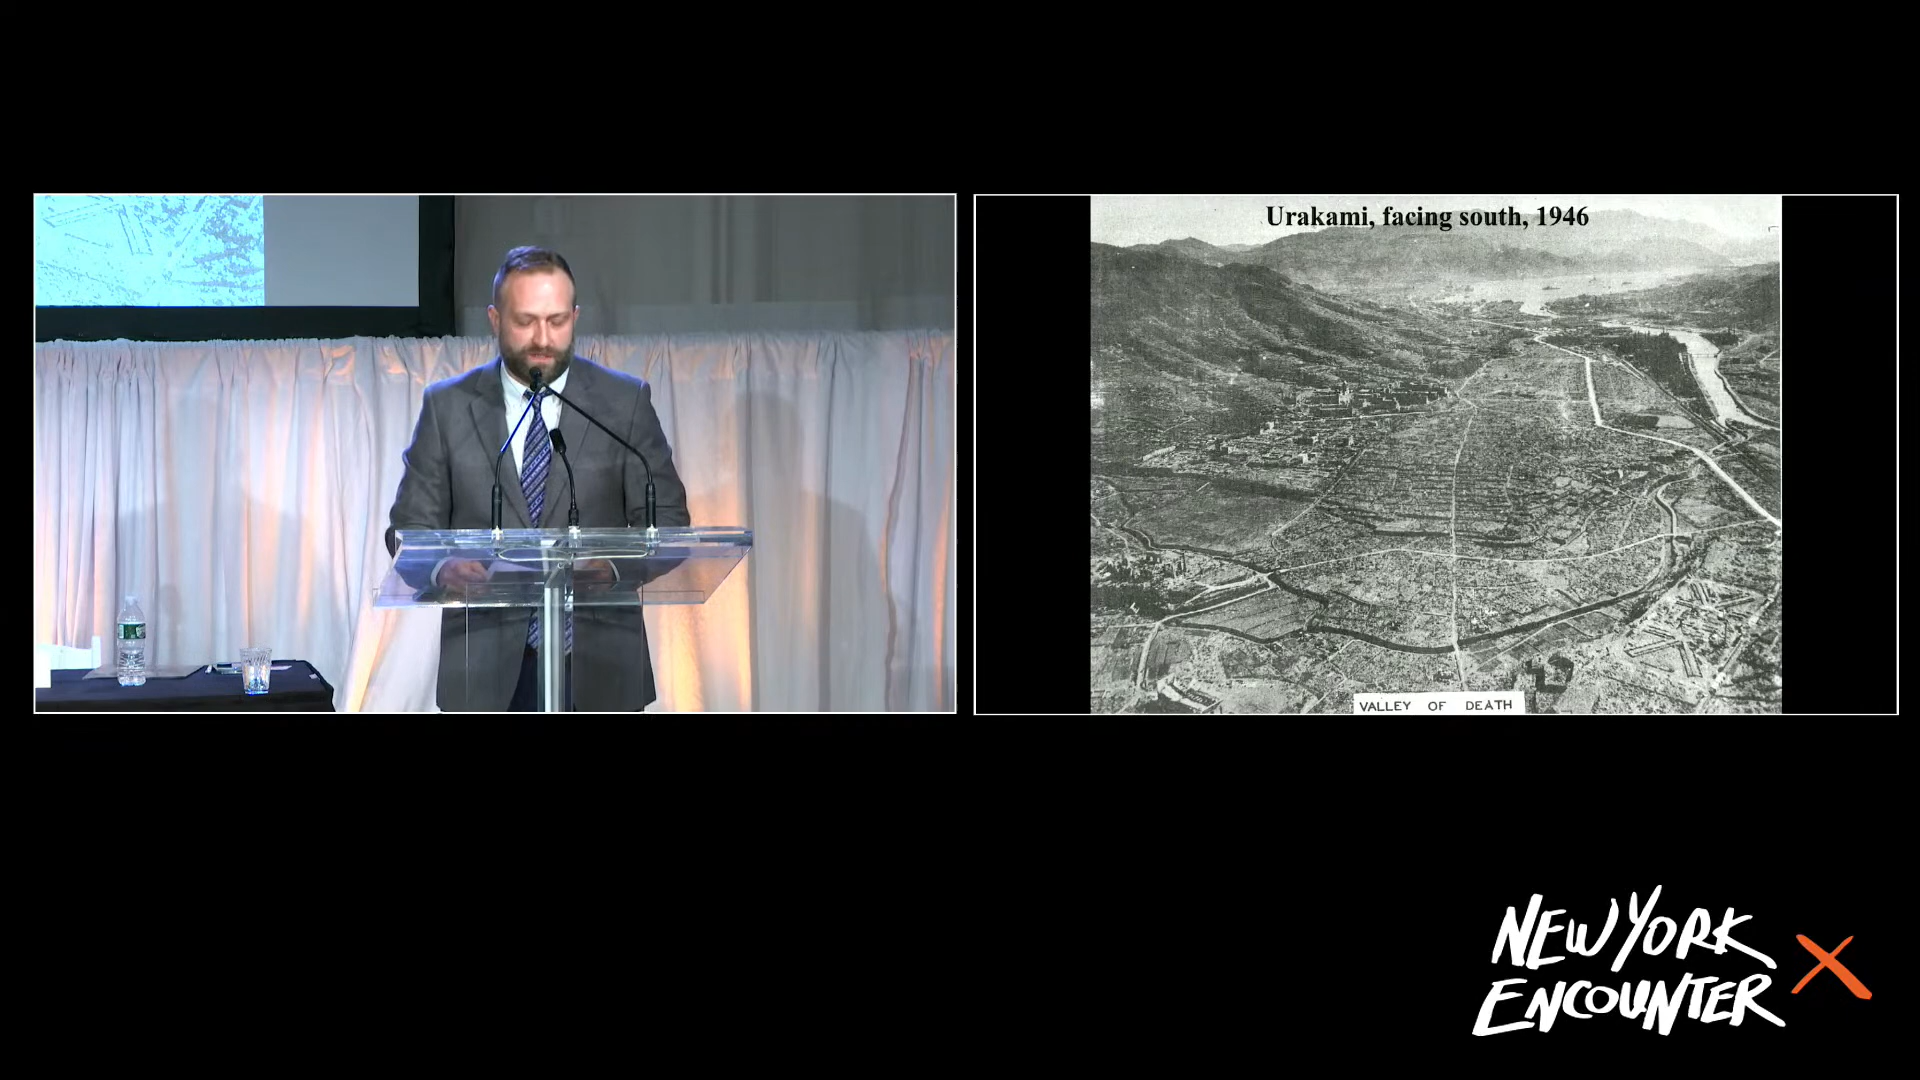 Urakami, facing south, 1946
VALLEY OF DEATH
NEW YORK
ENCOUNTER